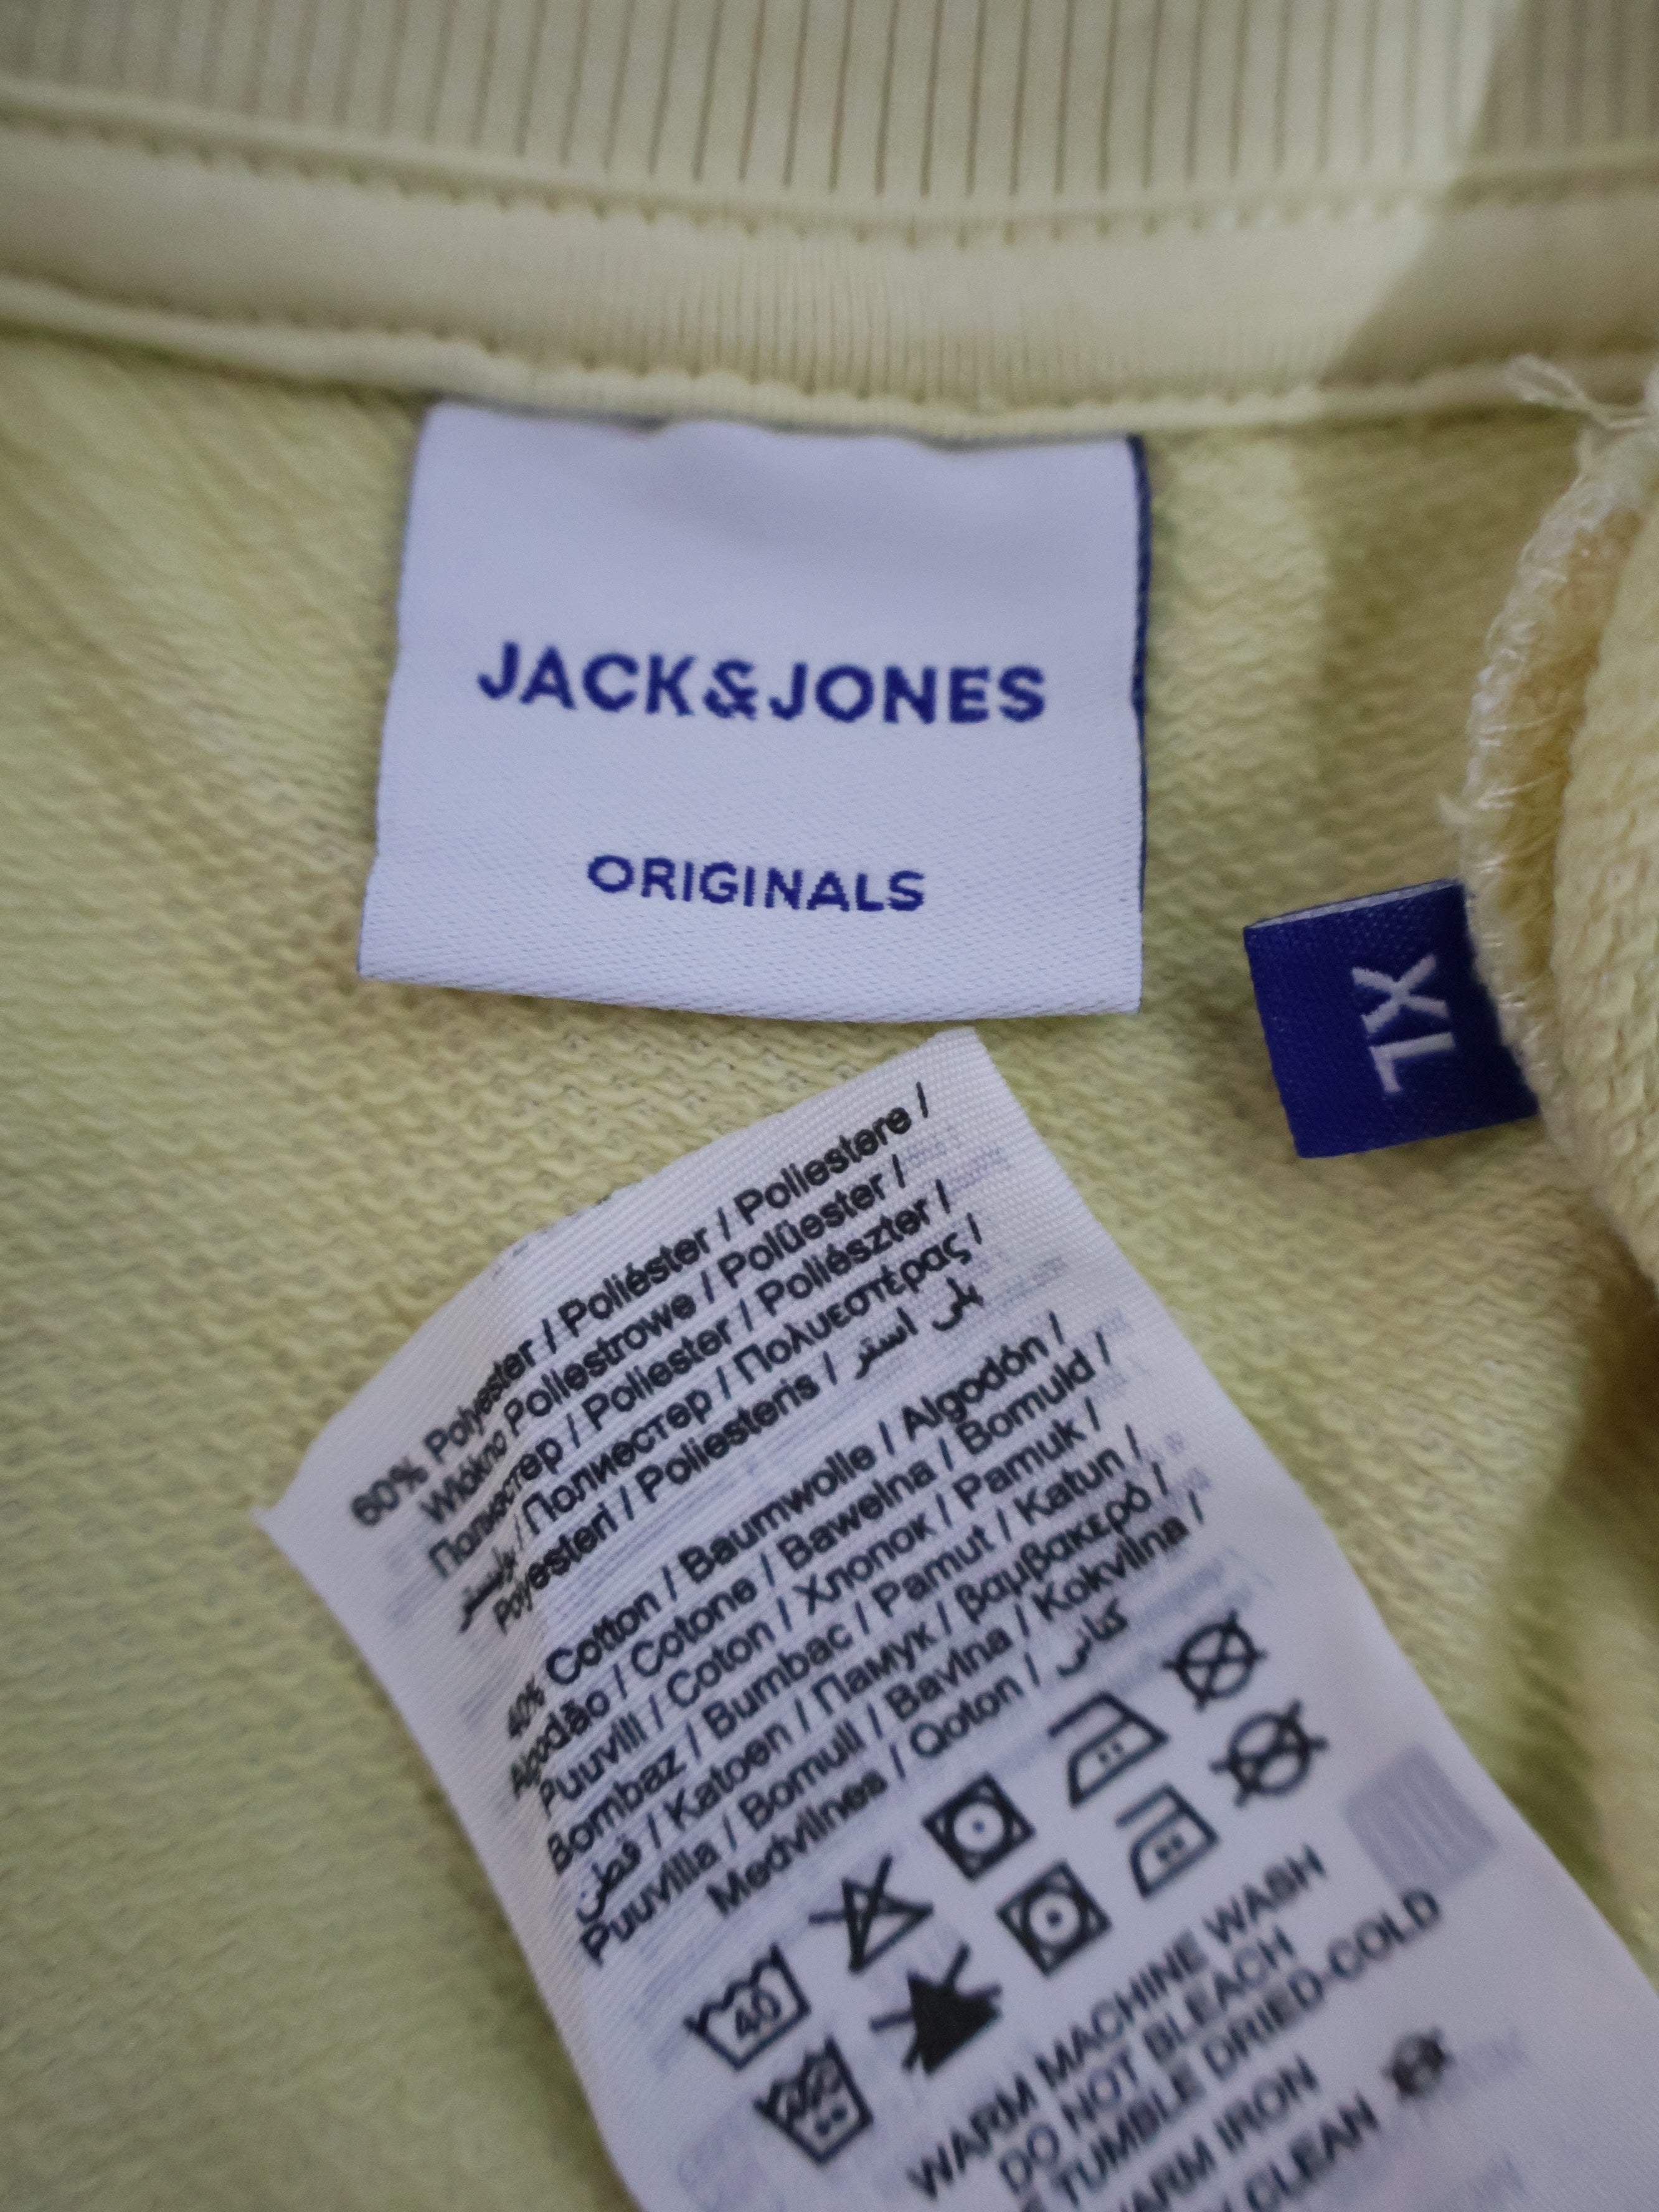 JACK&JONES
ORIGINALS
XL
60% Polyester / Poliéster / Poliestere /
Włókno Poliestrowe / Polüester /
Полиестер / Poliester / Poliészter /
بوليستر / Полиестер / Πολυεστέρας /
Polyesteri / Poliesteris / پلی استر
40% Cotton / Baumwolle / Algodón /
Algodão / Cotone / Bawełna / Bomuld /
Puuvill / Coton / Хлопок / Pamuk /
Bombaz / Bumbac / Pamut / Katun /
قطن / Katoen / Памук / βαμβακερό /
Puuvilla / Bomull / Bavlna / Kokvilna /
Medvilnės / Qoton / کتانی
40
WARM MACHINE WASH
DO NOT BLEACH
TUMBLE DRIED-COLD
WARM IRON
CLEAN